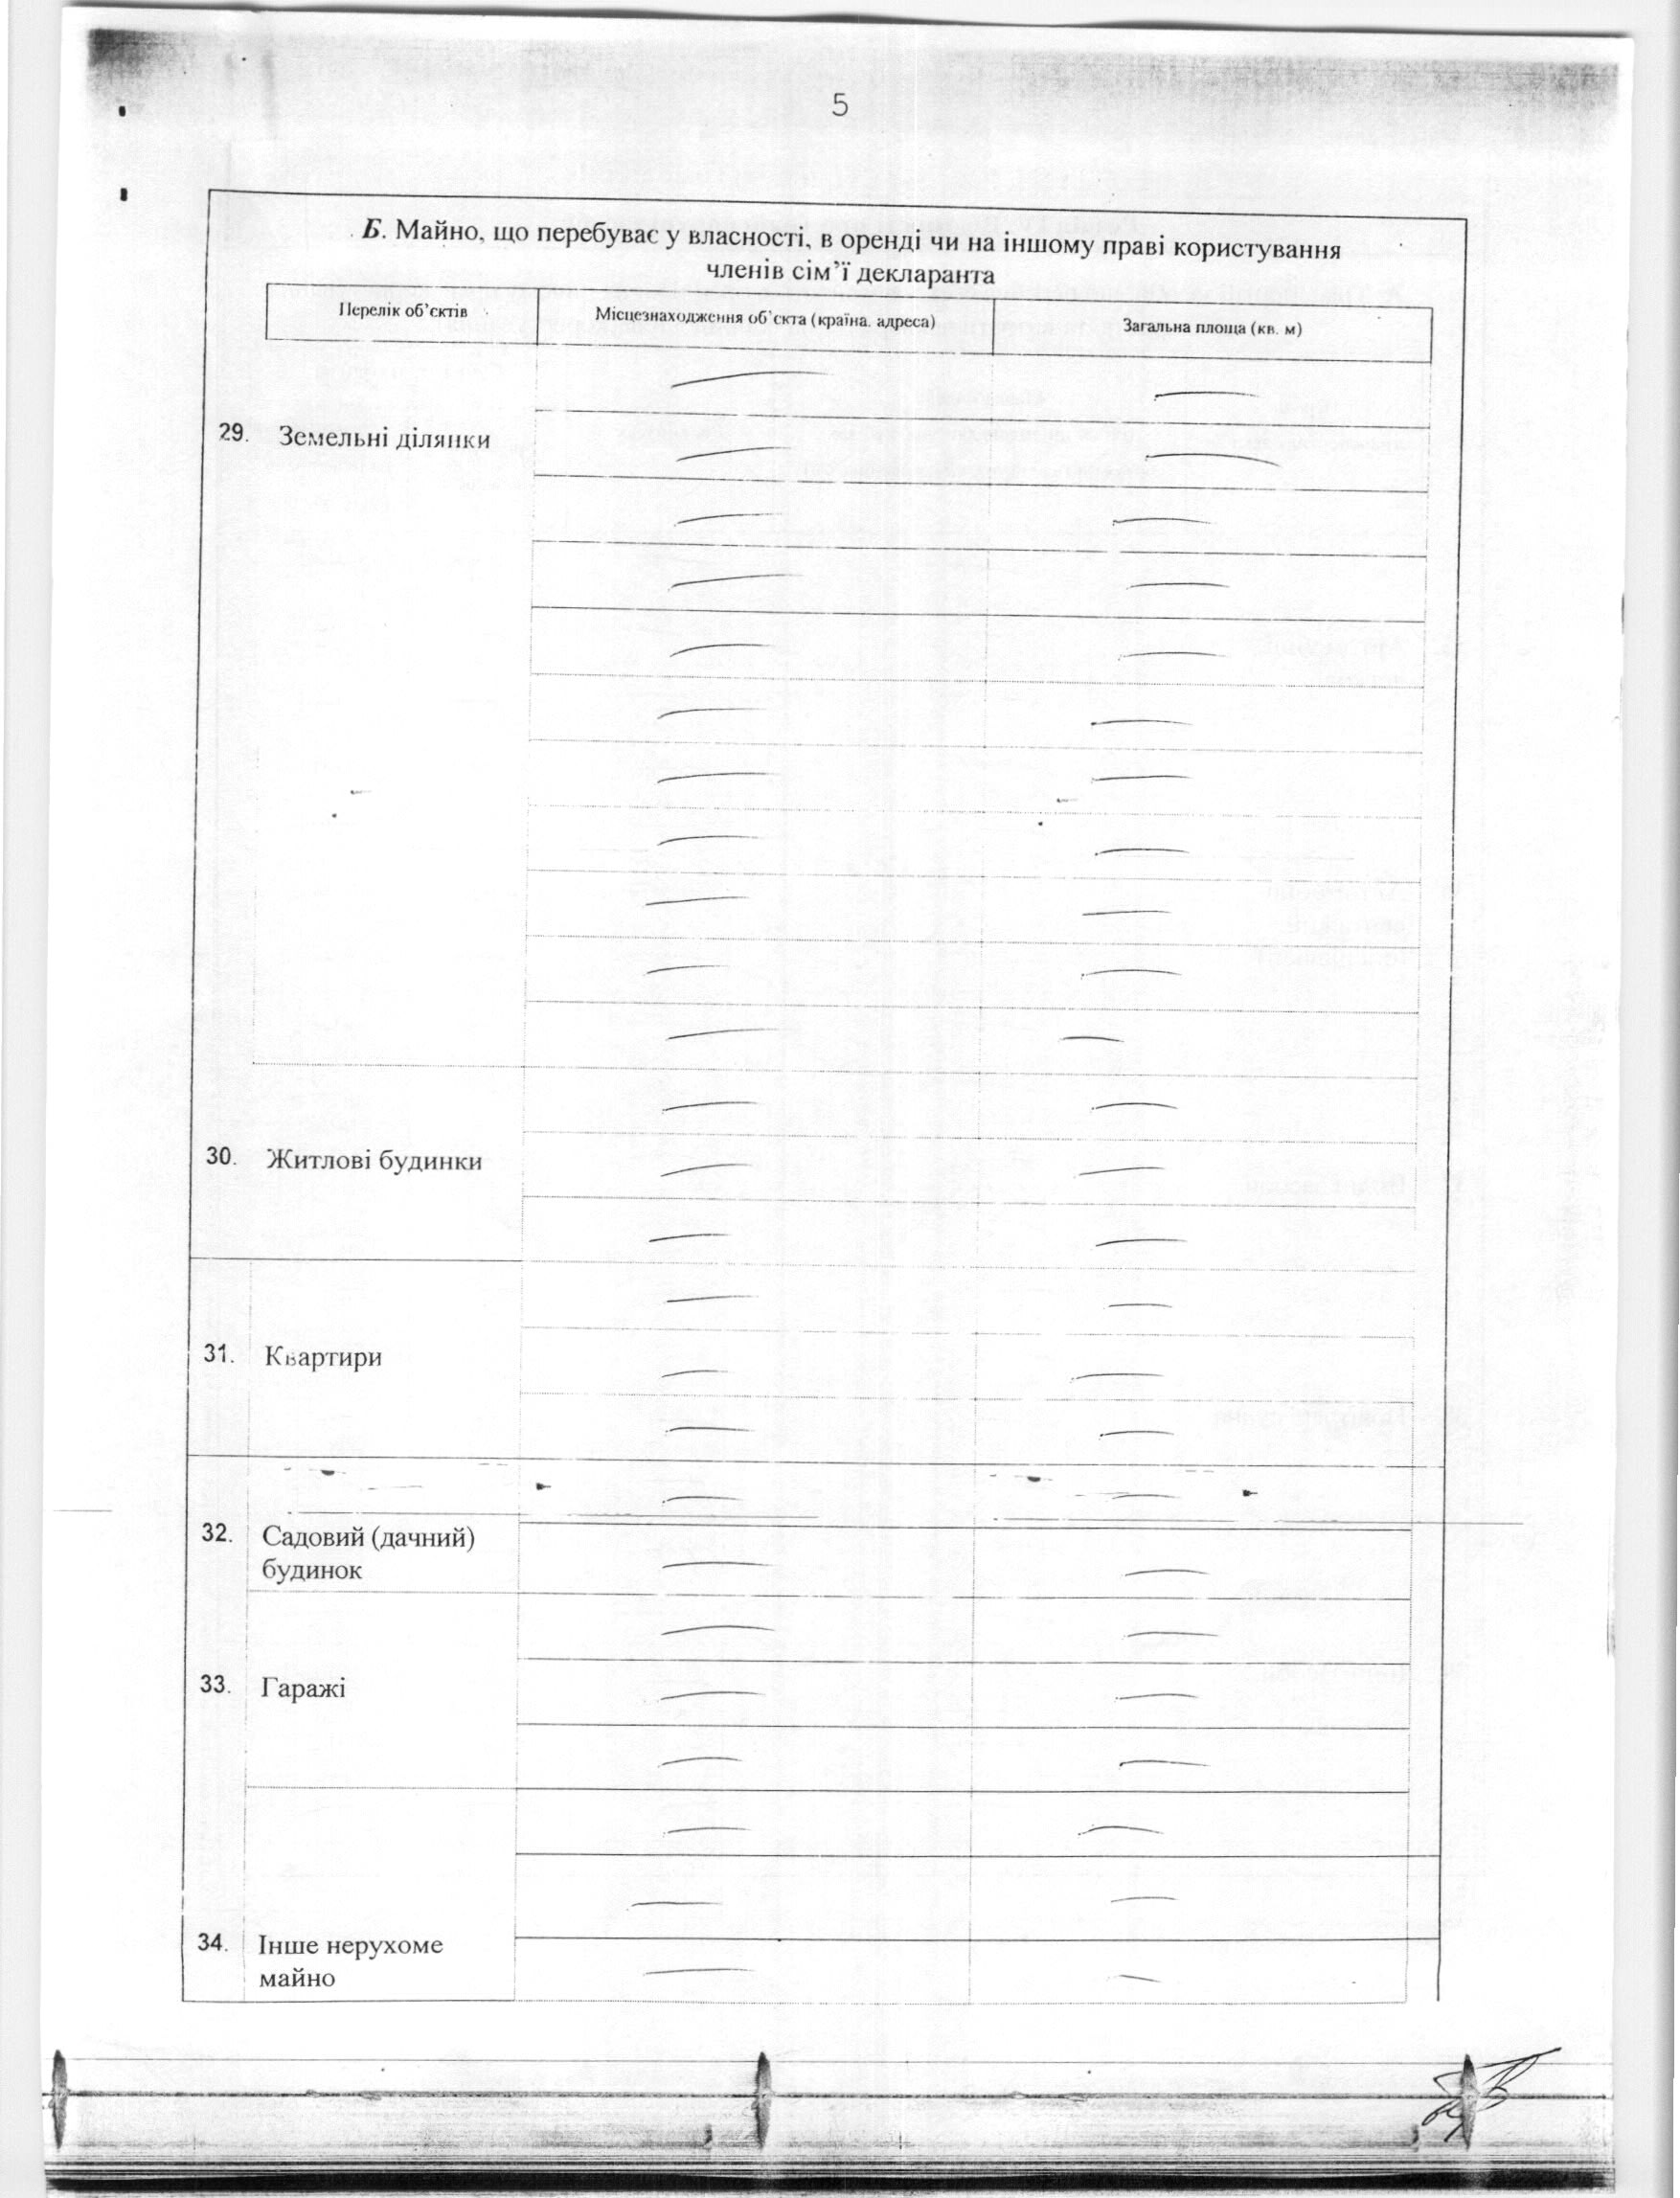 5
Б. Майно, що перебуває у власності, в оренді чи на іншому праві користування
членів сім’ї декларанта
Перелік об’єктів Місцезнаходження об’єкта (країна, адреса) Загальна площа (кв. м)
— —
29. Земельні ділянки — —
— —
— —
— —
— —
— —
— —
— —
— —
— —
— —
30. Житлові будинки — —
— —
— —
31. Квартири — —
— —
— —
32. Садовий (дачний)
будинок — —
— —
33. Гаражі — —
— —
— —
— —
34. Інше нерухоме
майно — —